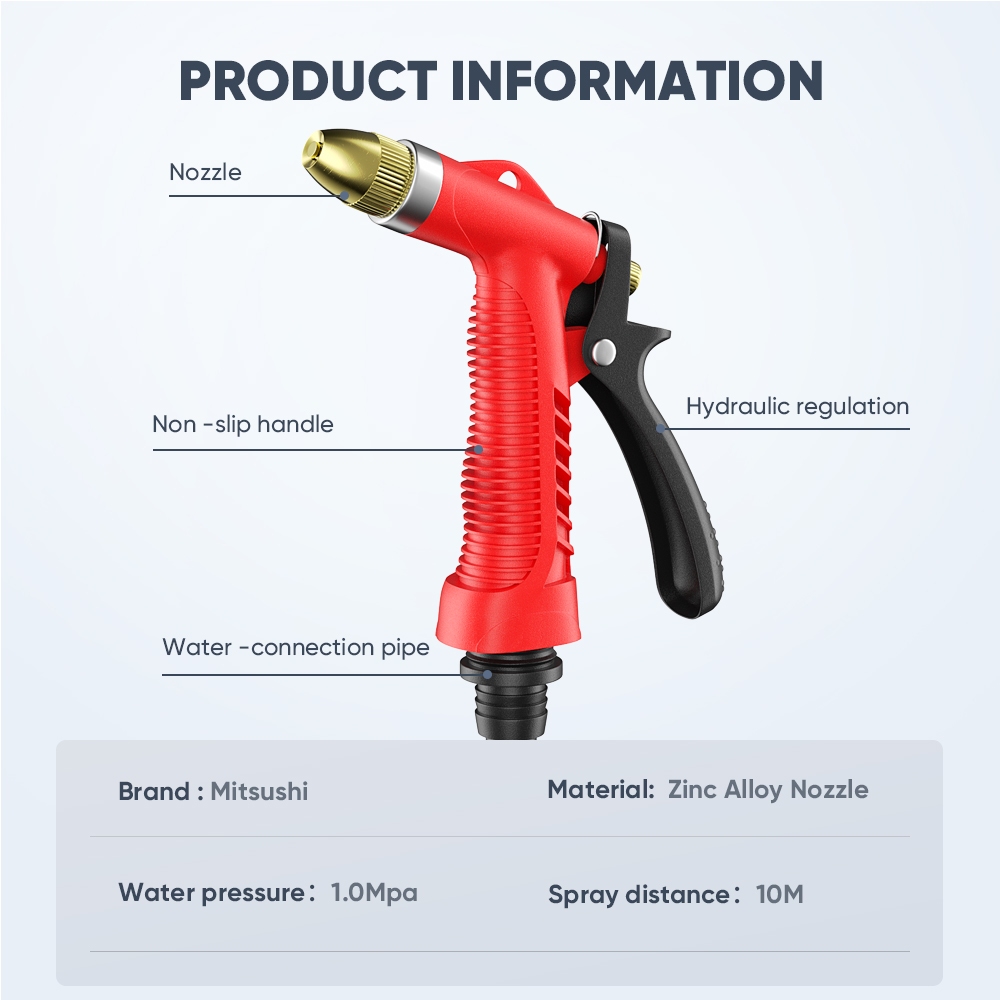 PRODUCT INFORMATION
Nozzle
Hydraulic regulation
Non -slip handle
Water -connection pipe
Brand : Mitsushi
Material: Zinc Alloy Nozzle
Water pressure： 1.0Mpa
Spray distance： 10M